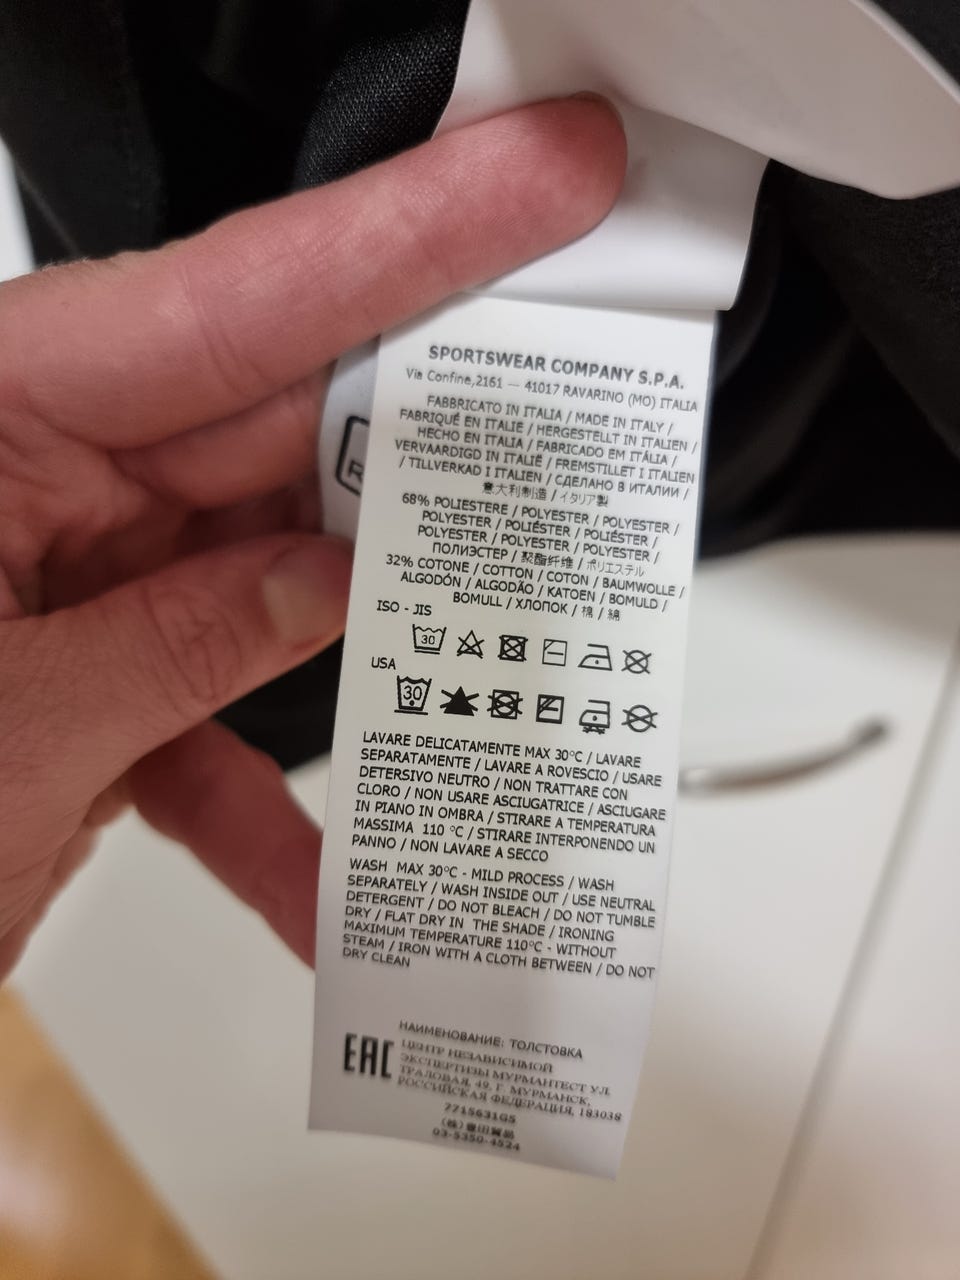 SPORTSWEAR COMPANY S.P.A.
Via Confine,2161 — 41017 RAVARINO (MO) ITALIA
FABBRICATO IN ITALIA / MADE IN ITALY /
FABRIQUÉ EN ITALIE / HERGESTELLT IN ITALIEN /
HECHO EN ITALIA / FABRICADO EM ITÁLIA /
VERVAARDIGD IN ITALIË / FREMSTILLET I ITALIEN
/ TILLVERKAD I ITALIEN / СДЕЛАНО В ИТАЛИИ /
意大利制造 / イタリア製
68% POLIESTERE / POLYESTER / POLYESTER /
POLYESTER / POLIÉSTER / POLIÉSTER /
POLYESTER / POLYESTER / POLYESTER /
ПОЛИЭСТЕР / 聚酯纤维 / ポリエステル
32% COTONE / COTTON / COTON / BAUMWOLLE /
ALGODÓN / ALGODÃO / KATOEN / BOMULD /
BOMULL / ХЛОПОК / 棉 / 綿
ISO - JIS
30
USA
30
LAVARE DELICATAMENTE MAX 30°C / LAVARE
SEPARATAMENTE / LAVARE A ROVESCIO / USARE
DETERSIVO NEUTRO / NON TRATTARE CON
CLORO / NON USARE ASCIUGATRICE / ASCIUGARE
IN PIANO IN OMBRA / STIRARE A TEMPERATURA
MASSIMA 110 °C / STIRARE INTERPONENDO UN
PANNO / NON LAVARE A SECCO
WASH MAX 30°C - MILD PROCESS / WASH
SEPARATELY / WASH INSIDE OUT / USE NEUTRAL
DETERGENT / DO NOT BLEACH / DO NOT TUMBLE
DRY / FLAT DRY IN THE SHADE / IRONING
MAXIMUM TEMPERATURE 110°C - WITHOUT
STEAM / IRON WITH A CLOTH BETWEEN / DO NOT
DRY CLEAN
EAC
НАИМЕНОВАНИЕ: ТОЛСТОВКА
ЦЕНТР НЕЗАВИСИМОЙ
ЭКСПЕРТИЗЫ МУРМАНТЕСТ УЛ.
ТРАЛОВАЯ, 49, Г. МУРМАНСК,
РОССИЙСКАЯ ФЕДЕРАЦИЯ, 183038
7715631G5
(株)豊田貿易
03-5350-4524